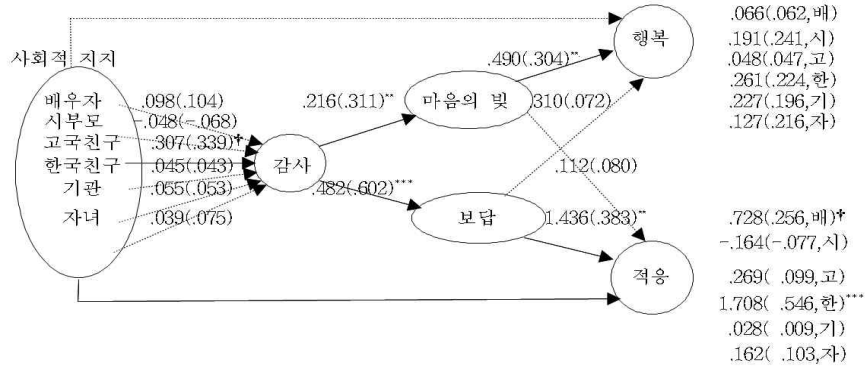 사회적 지지
배우자 .098(.104)
시부모 -.048(-.068)
고국친구 .307(.339)✝
한국친구 .045(.043)
기관 .055(.053)
자녀 .039(.075)
감사
.216(.311)**
.482(.602)***
마음의 빚
보답
.490(.304)**
310(.072)
.112(.080)
1.436(.383)**
행복
적응
.066(.062,배)
.191(.241,시)
.048(.047,고)
.261(.224,한)
.227(.196,기)
.127(.216,자)
.728(.256,배)✝
-.164(-.077,시)
.269( .099,고)
1.708( .546,한)***
.028( .009,기)
.162( .103,자)